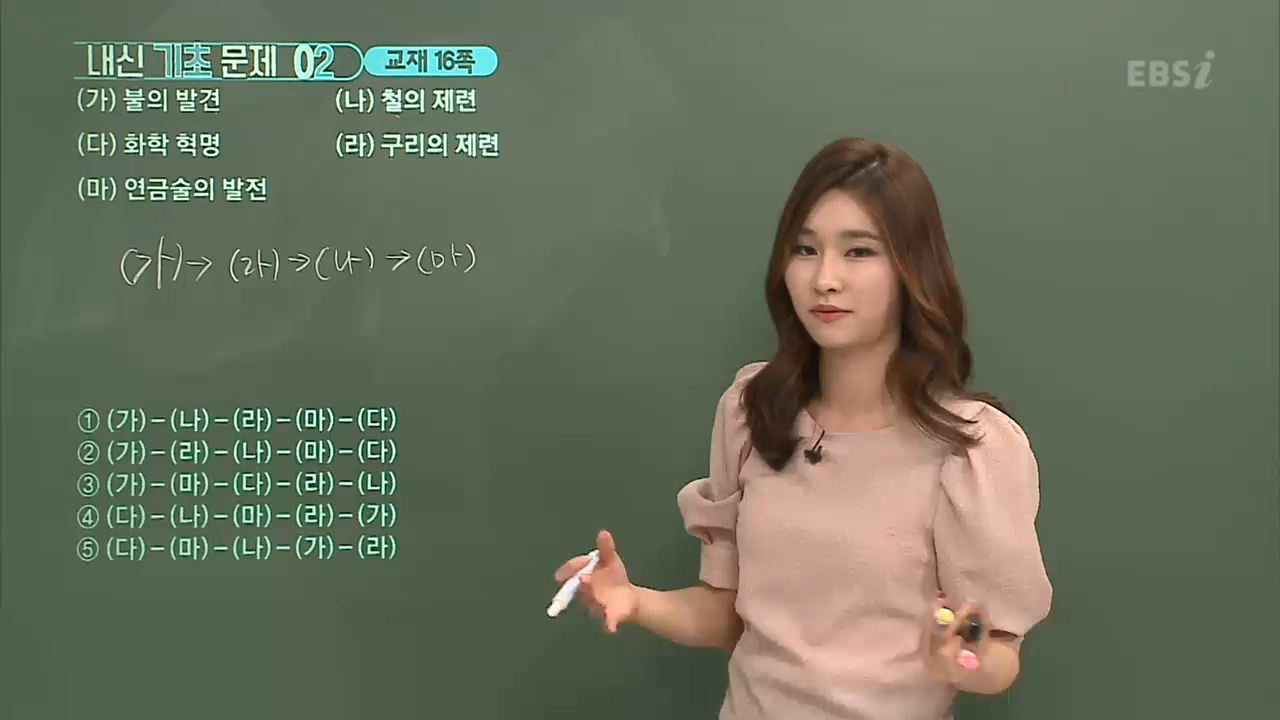 내신 기초 문제 02 교재 16쪽
EBSi
(가) 불의 발견 (나) 철의 제련
(다) 화학 혁명 (라) 구리의 제련
(마) 연금술의 발전
(가)→(라)→(나)→(마)
① (가)-(나)-(라)-(마)-(다)
② (가)-(라)-(나)-(마)-(다)
③ (가)-(마)-(다)-(라)-(나)
④ (다)-(나)-(마)-(라)-(가)
⑤ (다)-(마)-(나)-(가)-(라)